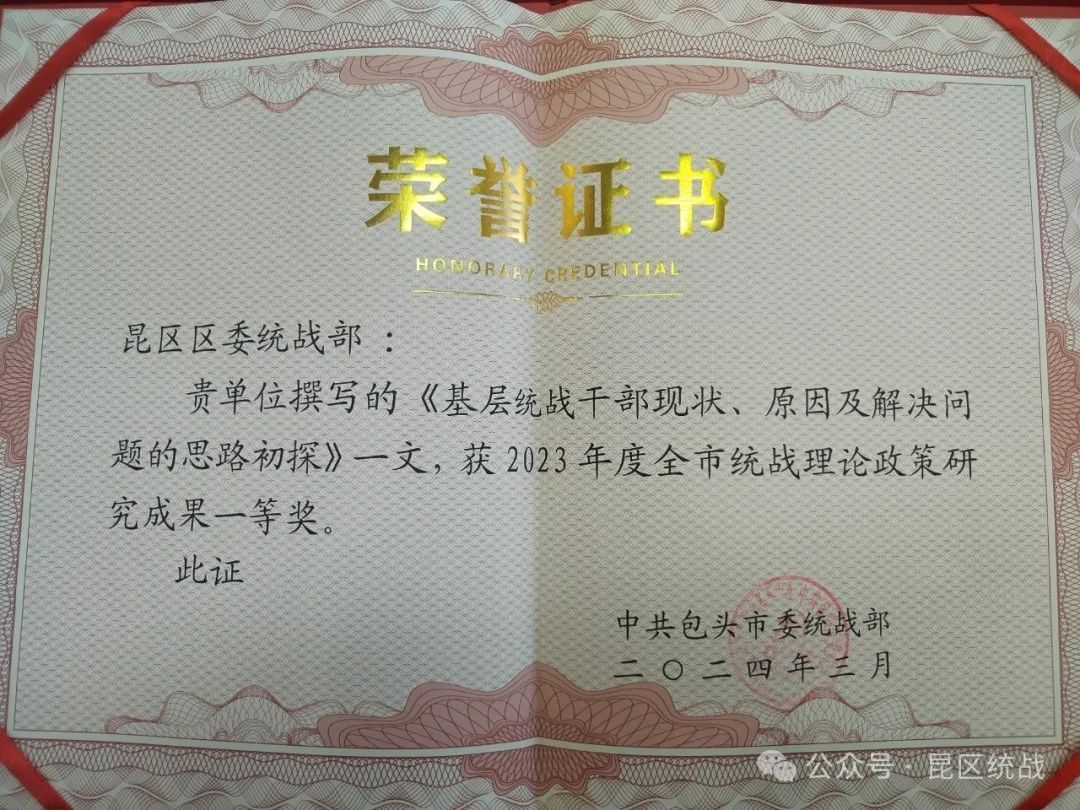 荣誉证书
HONORARY CREDENTIAL
昆区区委统战部 :
贵单位撰写的《基层统战干部现状、原因及解决问
题的思路初探》一文,获2023年度全市统战理论政策研
究成果一等奖。
此证
中共包头市委统战部
二〇二四年三月
公众号·昆区统战